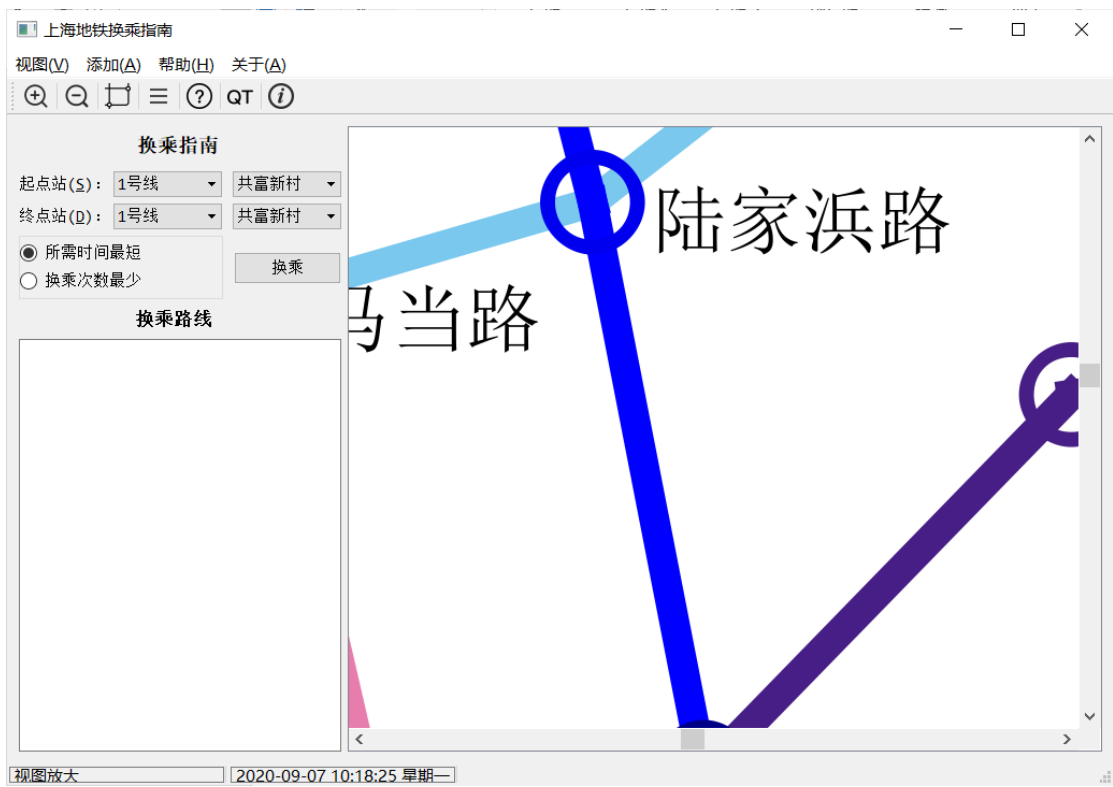 上海地铁换乘指南
视图(V) 添加(A) 帮助(H) 关于(A)
QT
换乘指南
起点站(S): 1号线 共富新村
终点站(D): 1号线 共富新村
所需时间最短
换乘次数最少
换乘
换乘路线
陆家浜路
马当路
视图放大 2020-09-07 10:18:25 星期一